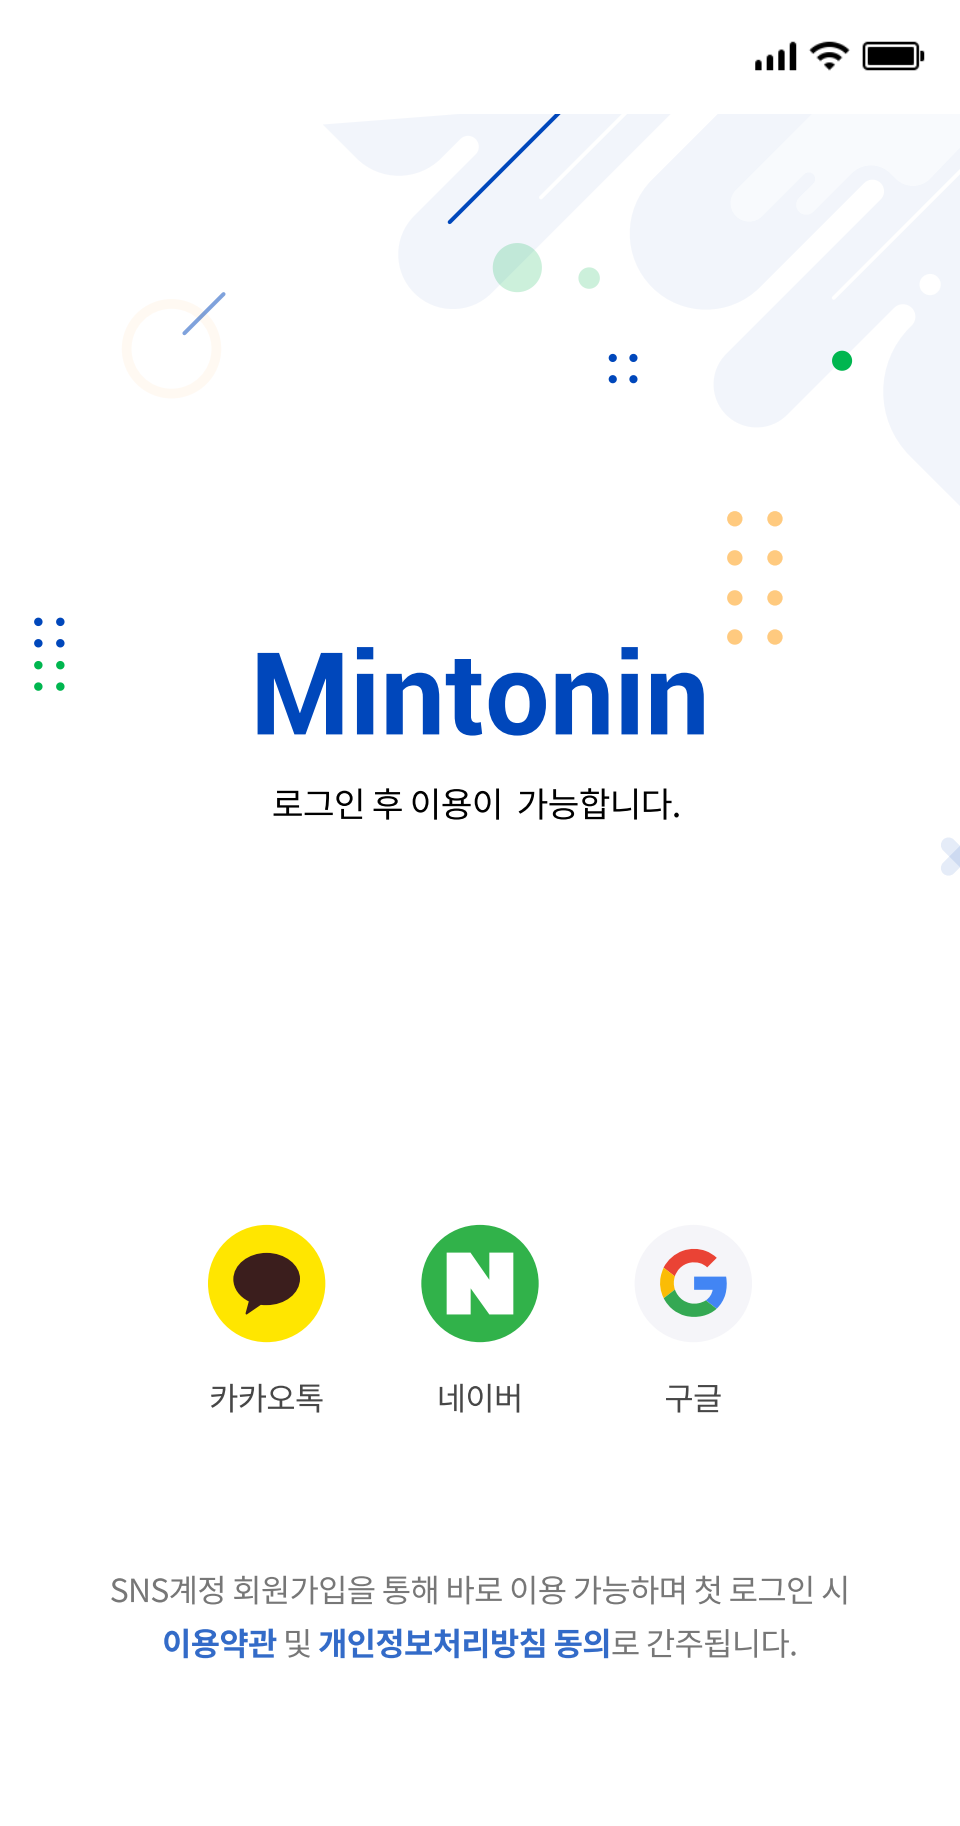 Mintonin
로그인 후 이용이 가능합니다.
카카오톡 네이버 구글
SNS계정 회원가입을 통해 바로 이용 가능하며 첫 로그인 시
이용약관 및 개인정보처리방침 동의로 간주됩니다.